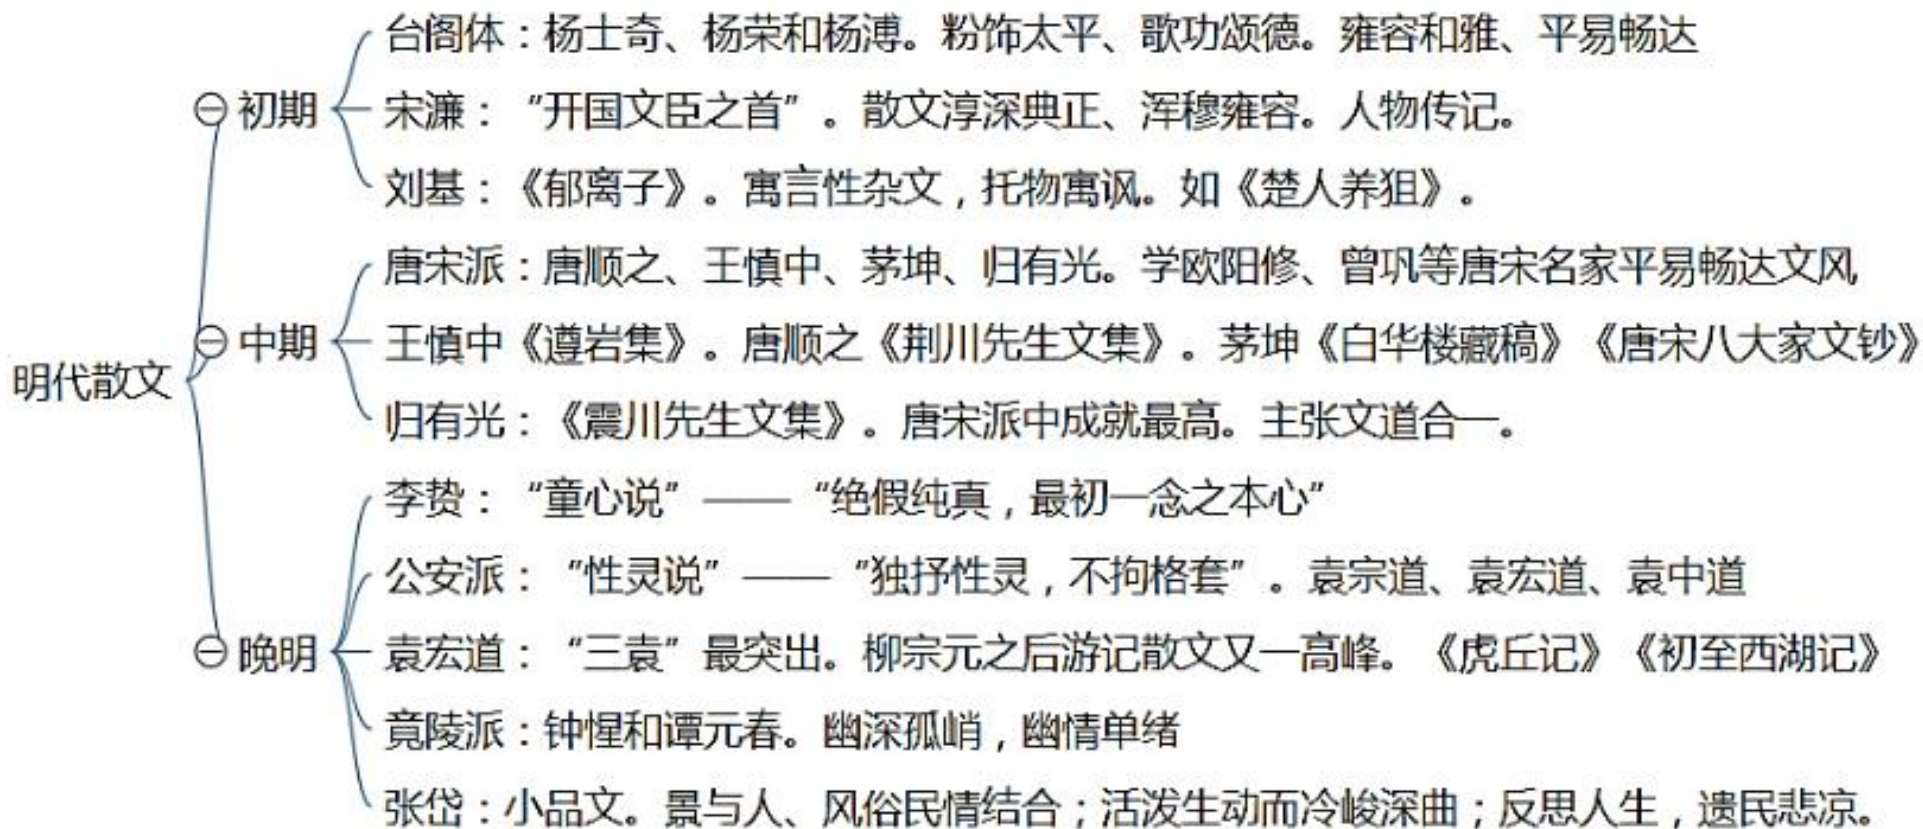 明代散文
初期
台阁体：杨士奇、杨荣和杨溥。粉饰太平、歌功颂德。雍容和雅、平易畅达
宋濂：“开国文臣之首”。散文淳深典正、浑穆雍容。人物传记。
刘基：《郁离子》。寓言性杂文，托物寓讽。如《楚人养狙》。
中期
唐宋派：唐顺之、王慎中、茅坤、归有光。学欧阳修、曾巩等唐宋名家平易畅达文风
王慎中《遵岩集》。唐顺之《荆川先生文集》。茅坤《白华楼藏稿》《唐宋八大家文钞》
归有光：《震川先生文集》。唐宋派中成就最高。主张文道合一。
晚明
李贽：“童心说”——“绝假纯真，最初一念之本心”
公安派：“性灵说”——“独抒性灵，不拘格套”。袁宗道、袁宏道、袁中道
袁宏道：“三袁”最突出。柳宗元之后游记散文又一高峰。《虎丘记》《初至西湖记》
竟陵派：钟惺和谭元春。幽深孤峭，幽情单绪
张岱：小品文。景与人、风俗民情结合；活泼生动而冷峻深曲；反思人生，遗民悲凉。